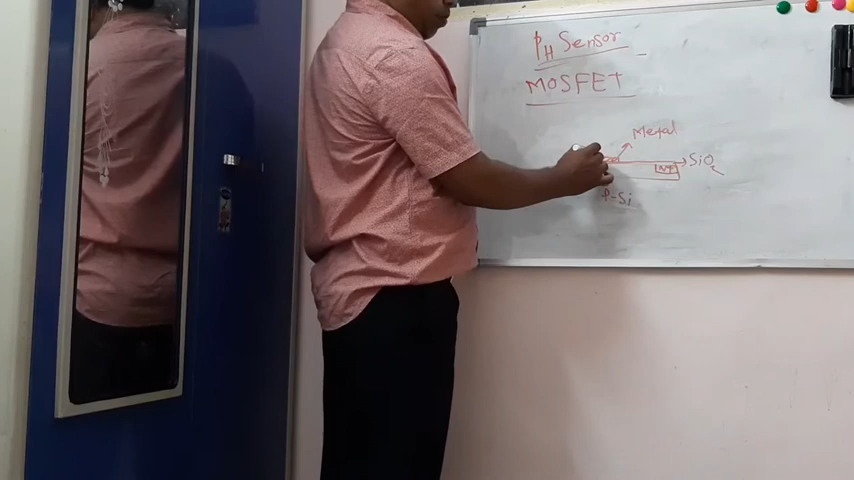 PH Sensor
MOSFET
Metal
SiO2
n+
P-Si